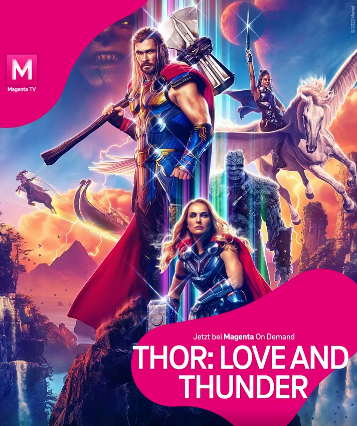 M
Magenta TV
Jetzt bei Magenta On Demand
THOR: LOVE AND
THUNDER